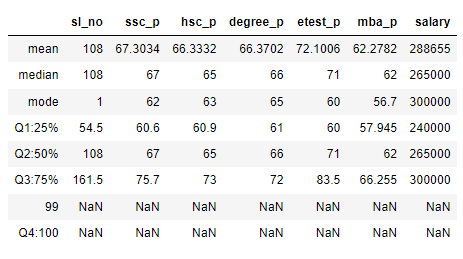 sl_no ssc_p hsc_p degree_p etest_p mba_p salary
mean 108 67.3034 66.3332 66.3702 72.1006 62.2782 288655
median 108 67 65 66 71 62 265000
mode 1 62 63 65 60 56.7 300000
Q1:25% 54.5 60.6 60.9 61 60 57.945 240000
Q2:50% 108 67 65 66 71 62 265000
Q3:75% 161.5 75.7 73 72 83.5 66.255 300000
99 NaN NaN NaN NaN NaN NaN NaN
Q4:100 NaN NaN NaN NaN NaN NaN NaN